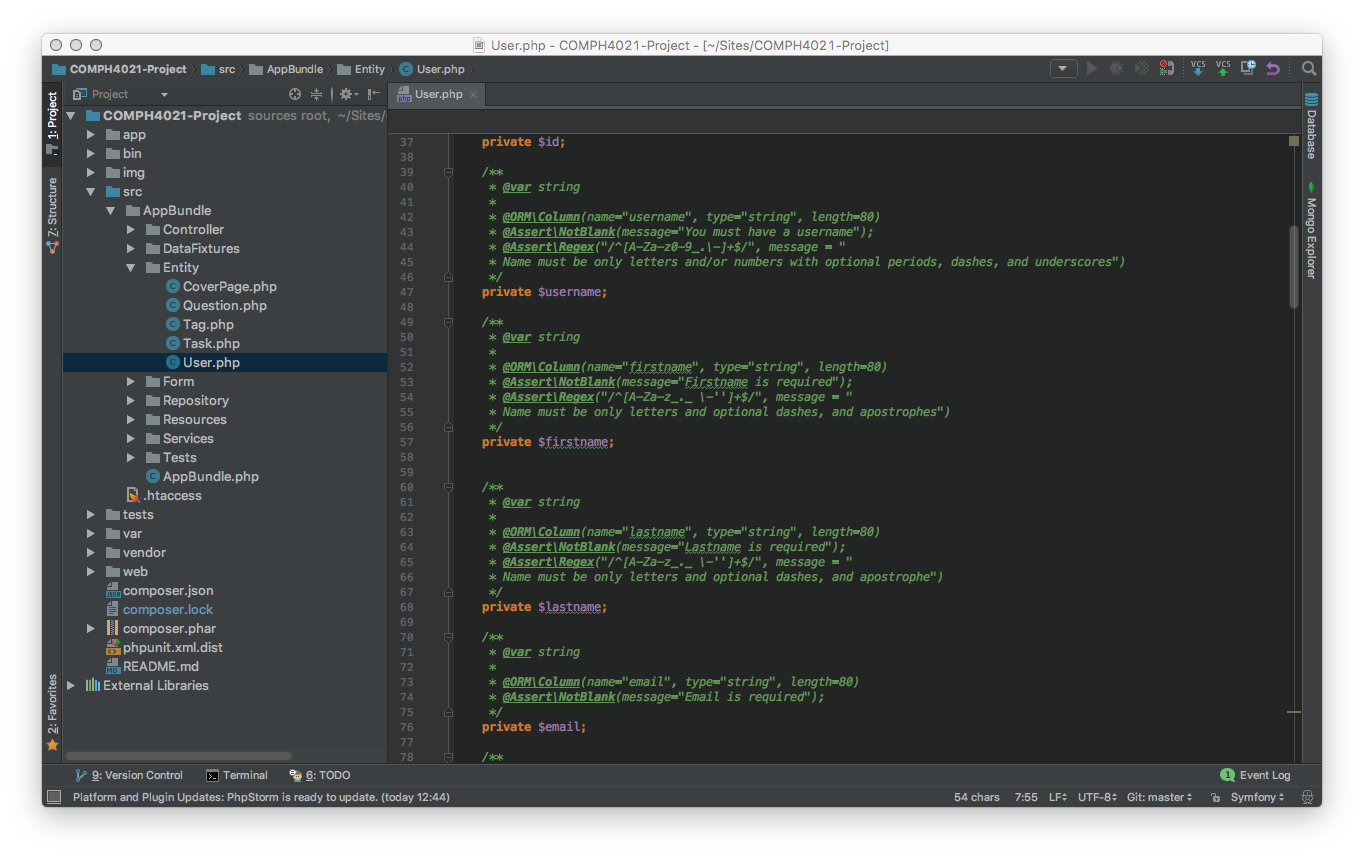 User.php - COMPH4021-Project - [~/Sites/COMPH4021-Project]
COMPH4021-Project src AppBundle Entity User.php
VCS VCS
Project
User.php
1: Project
Z: Structure
2: Favorites
COMPH4021-Project sources root, ~/Sites/
app
bin
img
src
AppBundle
Controller
DataFixtures
Entity
CoverPage.php
Question.php
Tag.php
Task.php
User.php
Form
Repository
Resources
Services
Tests
AppBundle.php
.htaccess
tests
var
vendor
web
composer.json
composer.lock
composer.phar
phpunit.xml.dist
README.md
External Libraries
37 private $id;
38
39 /**
40 * @var string
41 *
42 * @ORM\Column(name="username", type="string", length=80)
43 * @Assert\NotBlank(message="You must have a username");
44 * @Assert\Regex("/^[A-Za-z0-9_.\-]+$/", message = "
45 * Name must be only letters and/or numbers with optional periods, dashes, and underscores")
46 */
47 private $username;
48
49 /**
50 * @var string
51 *
52 * @ORM\Column(name="firstname", type="string", length=80)
53 * @Assert\NotBlank(message="Firstname is required");
54 * @Assert\Regex("/^[A-Za-z_._ \-'']+$/", message = "
55 * Name must be only letters and optional dashes, and apostrophes")
56 */
57 private $firstname;
58
59
60 /**
61 * @var string
62 *
63 * @ORM\Column(name="lastname", type="string", length=80)
64 * @Assert\NotBlank(message="Lastname is required");
65 * @Assert\Regex("/^[A-Za-z_._ \-'']+$/", message = "
66 * Name must be only letters and optional dashes, and apostrophe")
67 */
68 private $lastname;
69
70 /**
71 * @var string
72 *
73 * @ORM\Column(name="email", type="string", length=80)
74 * @Assert\NotBlank(message="Email is required");
75 */
76 private $email;
77
78 /**
Database
Mongo Explorer
9: Version Control Terminal 6: TODO 1 Event Log
Platform and Plugin Updates: PhpStorm is ready to update. (today 12:44) 54 chars 7:55 LF UTF-8 Git: master Symfony